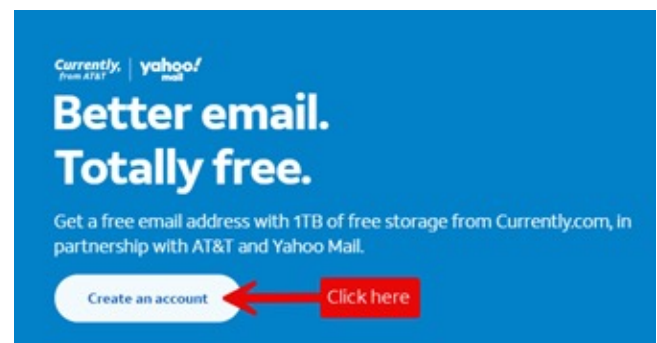 Currently, yahoo!
from AT&T mail
Better email.
Totally free.
Get a free email address with 1TB of free storage from Currently.com, in
partnership with AT&T and Yahoo Mail.
Create an account Click here